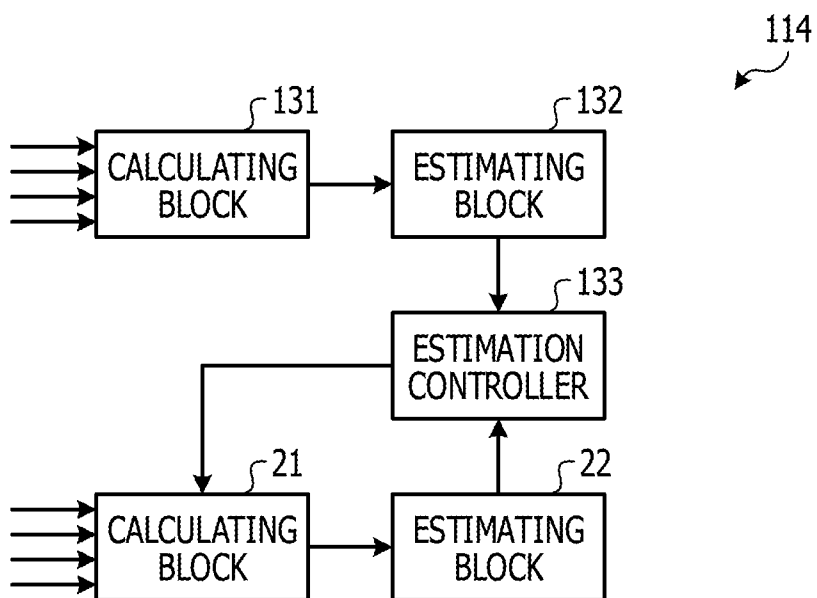 114
131
CALCULATING
BLOCK
132
ESTIMATING
BLOCK
133
ESTIMATION
CONTROLLER
21
CALCULATING
BLOCK
22
ESTIMATING
BLOCK